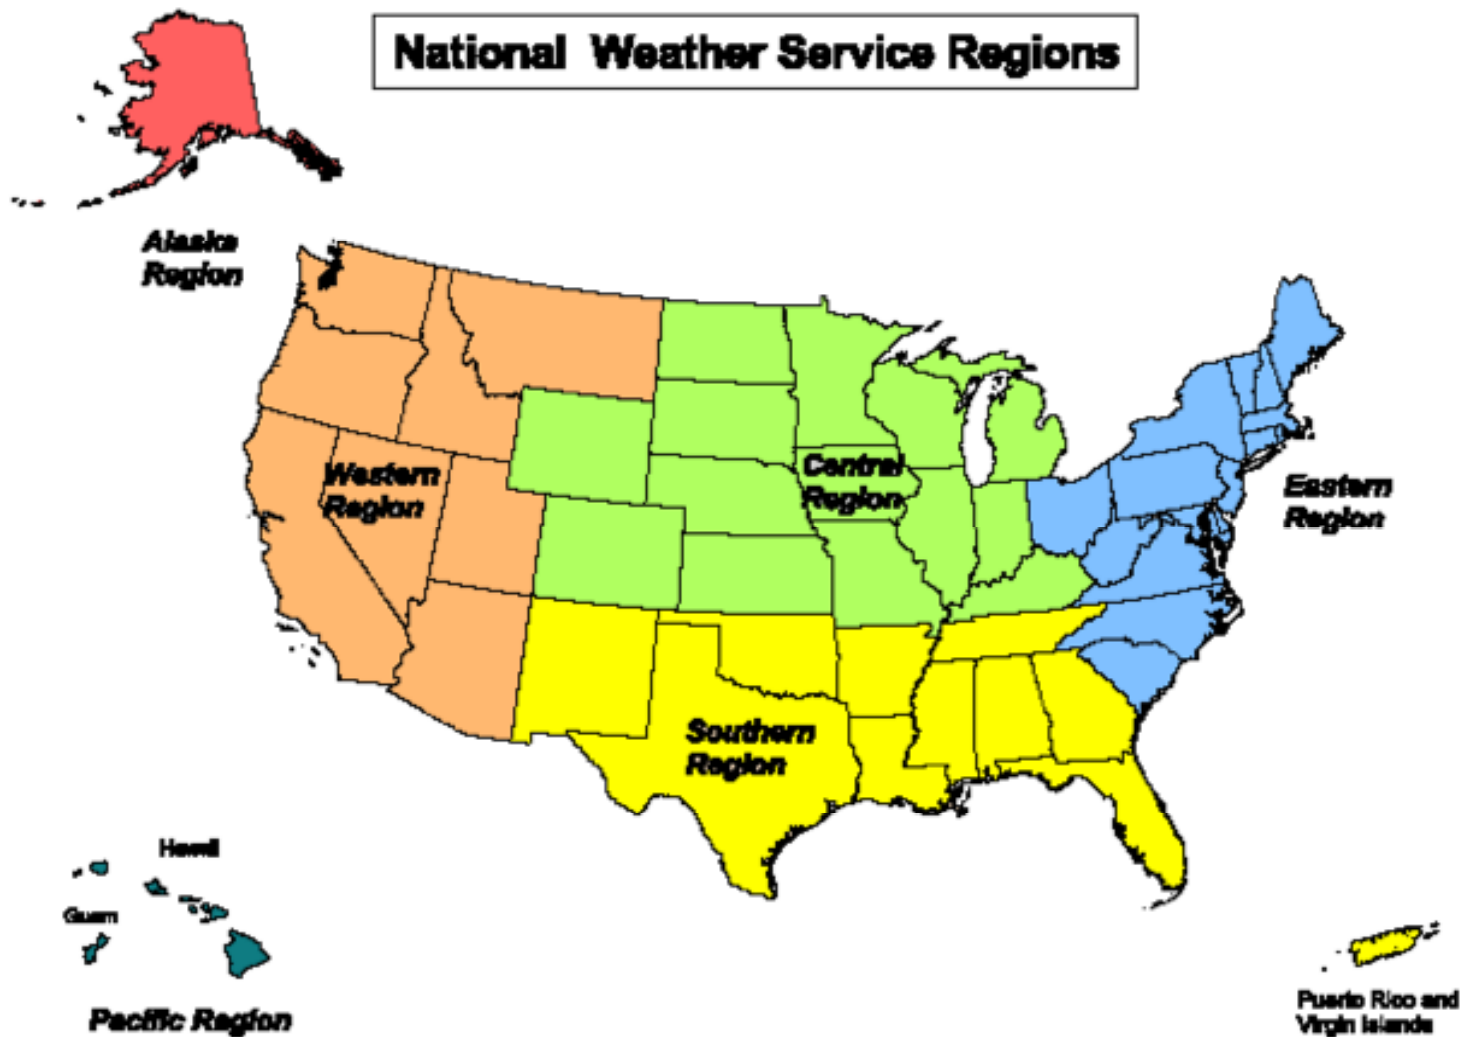 National Weather Service Regions
Alaska
Region
Western
Region
Central
Region
Eastern
Region
Southern
Region
Hawaii
Guam
Pacific Region
Puerto Rico and
Virgin Islands